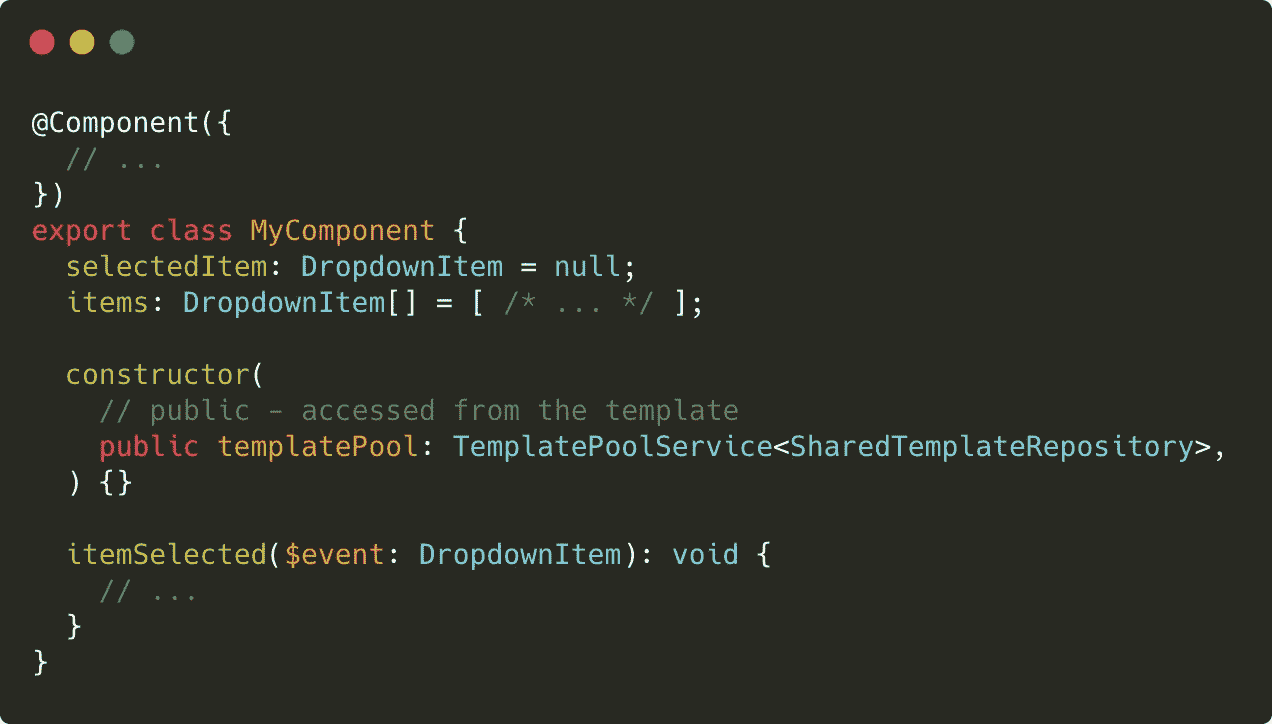 @Component({
  // ...
})
export class MyComponent {
  selectedItem: DropdownItem = null;
  items: DropdownItem[] = [ /* ... */ ];

  constructor(
    // public – accessed from the template
    public templatePool: TemplatePoolService<SharedTemplateRepository>,
  ) {}

  itemSelected($event: DropdownItem): void {
    // ...
  }
}